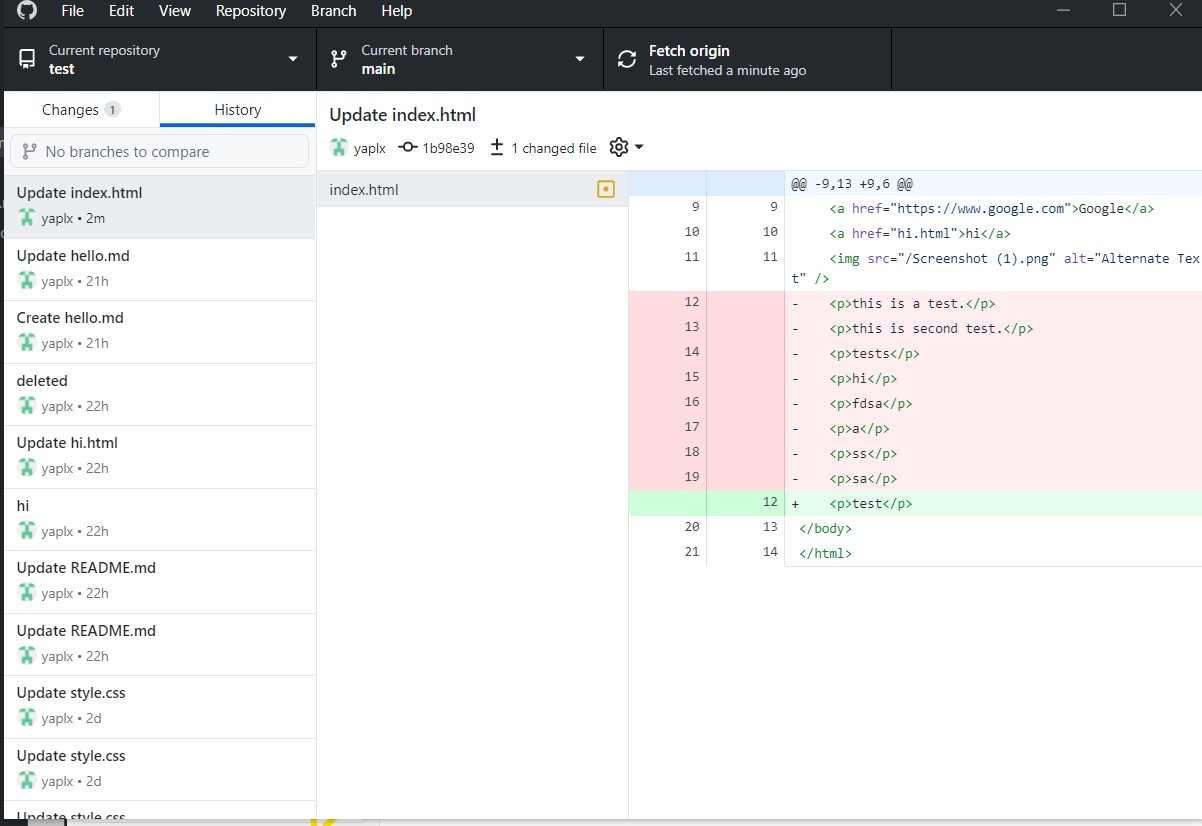 File Edit View Repository Branch Help
Current repository
test
Current branch
main
Fetch origin
Last fetched a minute ago
Changes 1
History
No branches to compare
Update index.html
yaplx • 2m
Update hello.md
yaplx • 21h
Create hello.md
yaplx • 21h
deleted
yaplx • 22h
Update hi.html
yaplx • 22h
hi
yaplx • 22h
Update README.md
yaplx • 22h
Update README.md
yaplx • 22h
Update style.css
yaplx • 2d
Update style.css
yaplx • 2d
Update style.css
Update index.html
yaplx 1b98e39 1 changed file
index.html
@@ -9,13 +9,6 @@
9 9 <a href="https://www.google.com">Google</a>
10 10 <a href="hi.html">hi</a>
11 11 <img src="/Screenshot (1).png" alt="Alternate Tex
t" />
12 - <p>this is a test.</p>
13 - <p>this is second test.</p>
14 - <p>tests</p>
15 - <p>hi</p>
16 - <p>fdsa</p>
17 - <p>a</p>
18 - <p>ss</p>
19 - <p>sa</p>
12 + <p>test</p>
20 13 </body>
21 14 </html>